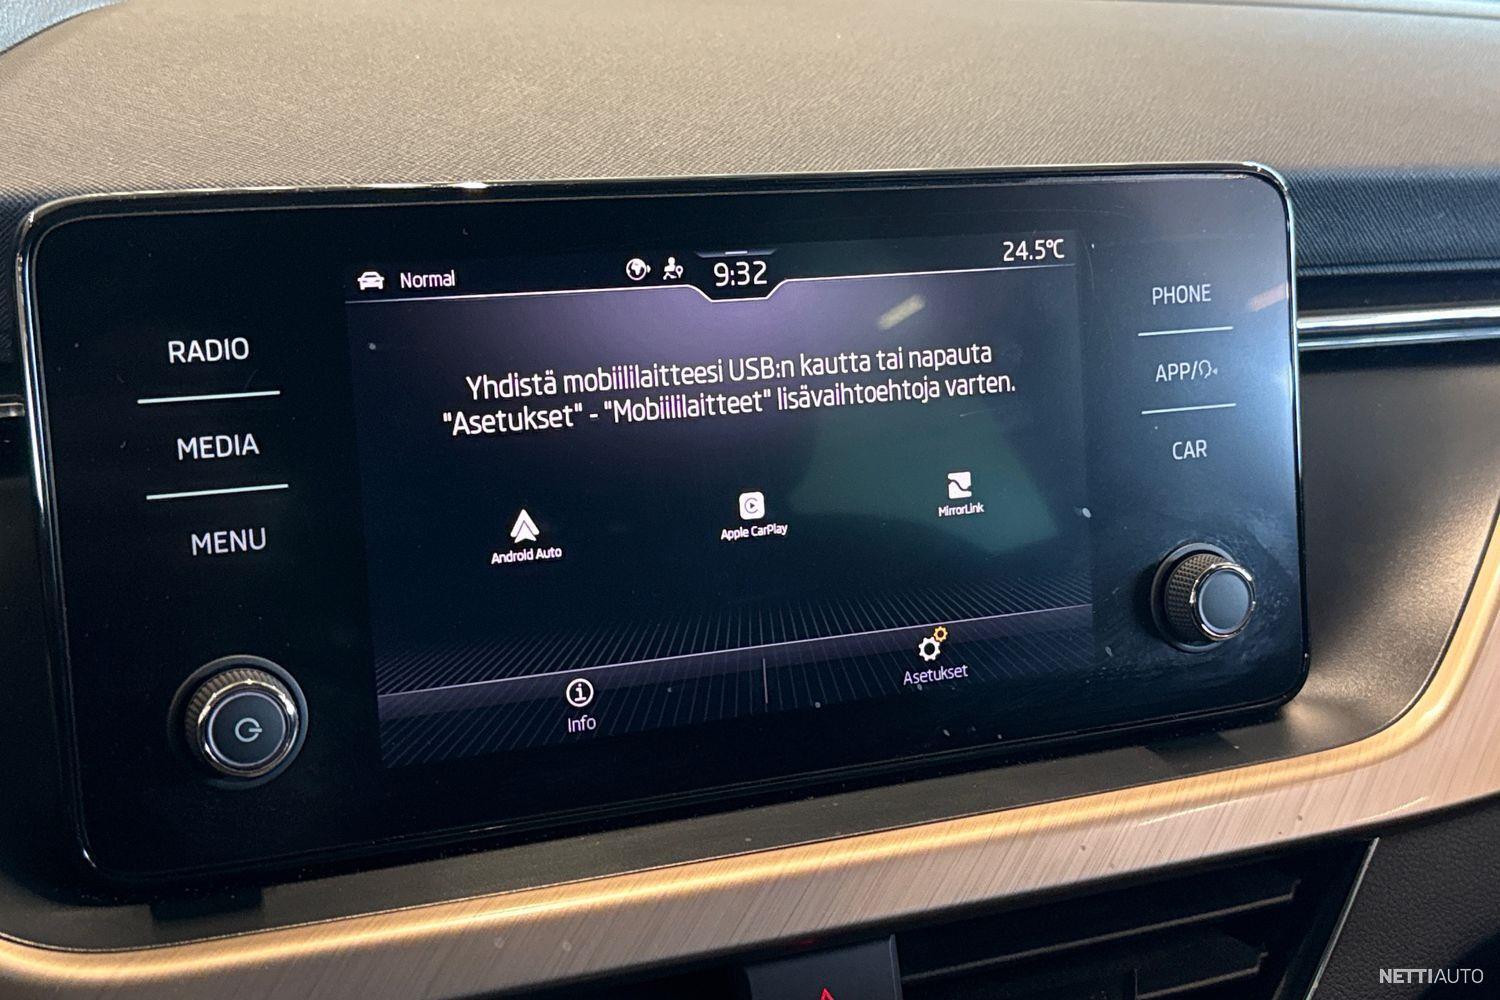 Normal
9:32
24.5°C
RADIO
MEDIA
MENU
Yhdistä mobiililaitteesi USB:n kautta tai napauta
"Asetukset" - "Mobiililaitteet" lisävaihtoehtoja varten.
Android Auto
Apple CarPlay
MirrorLink
Info
Asetukset
PHONE
APP/
CAR
NETTIAUTO